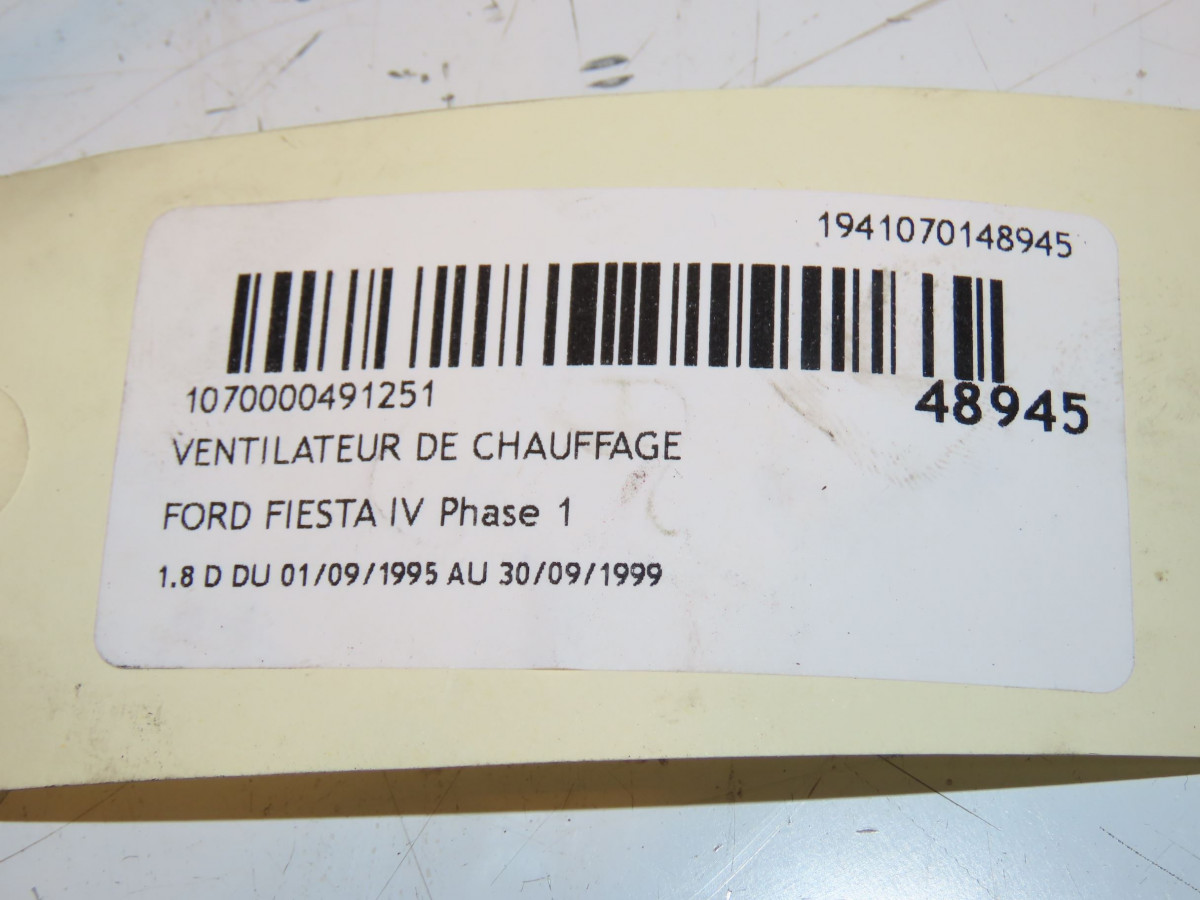 1941070148945
1070000491251
48945
VENTILATEUR DE CHAUFFAGE
FORD FIESTA IV Phase 1
1.8 D DU 01/09/1995 AU 30/09/1999